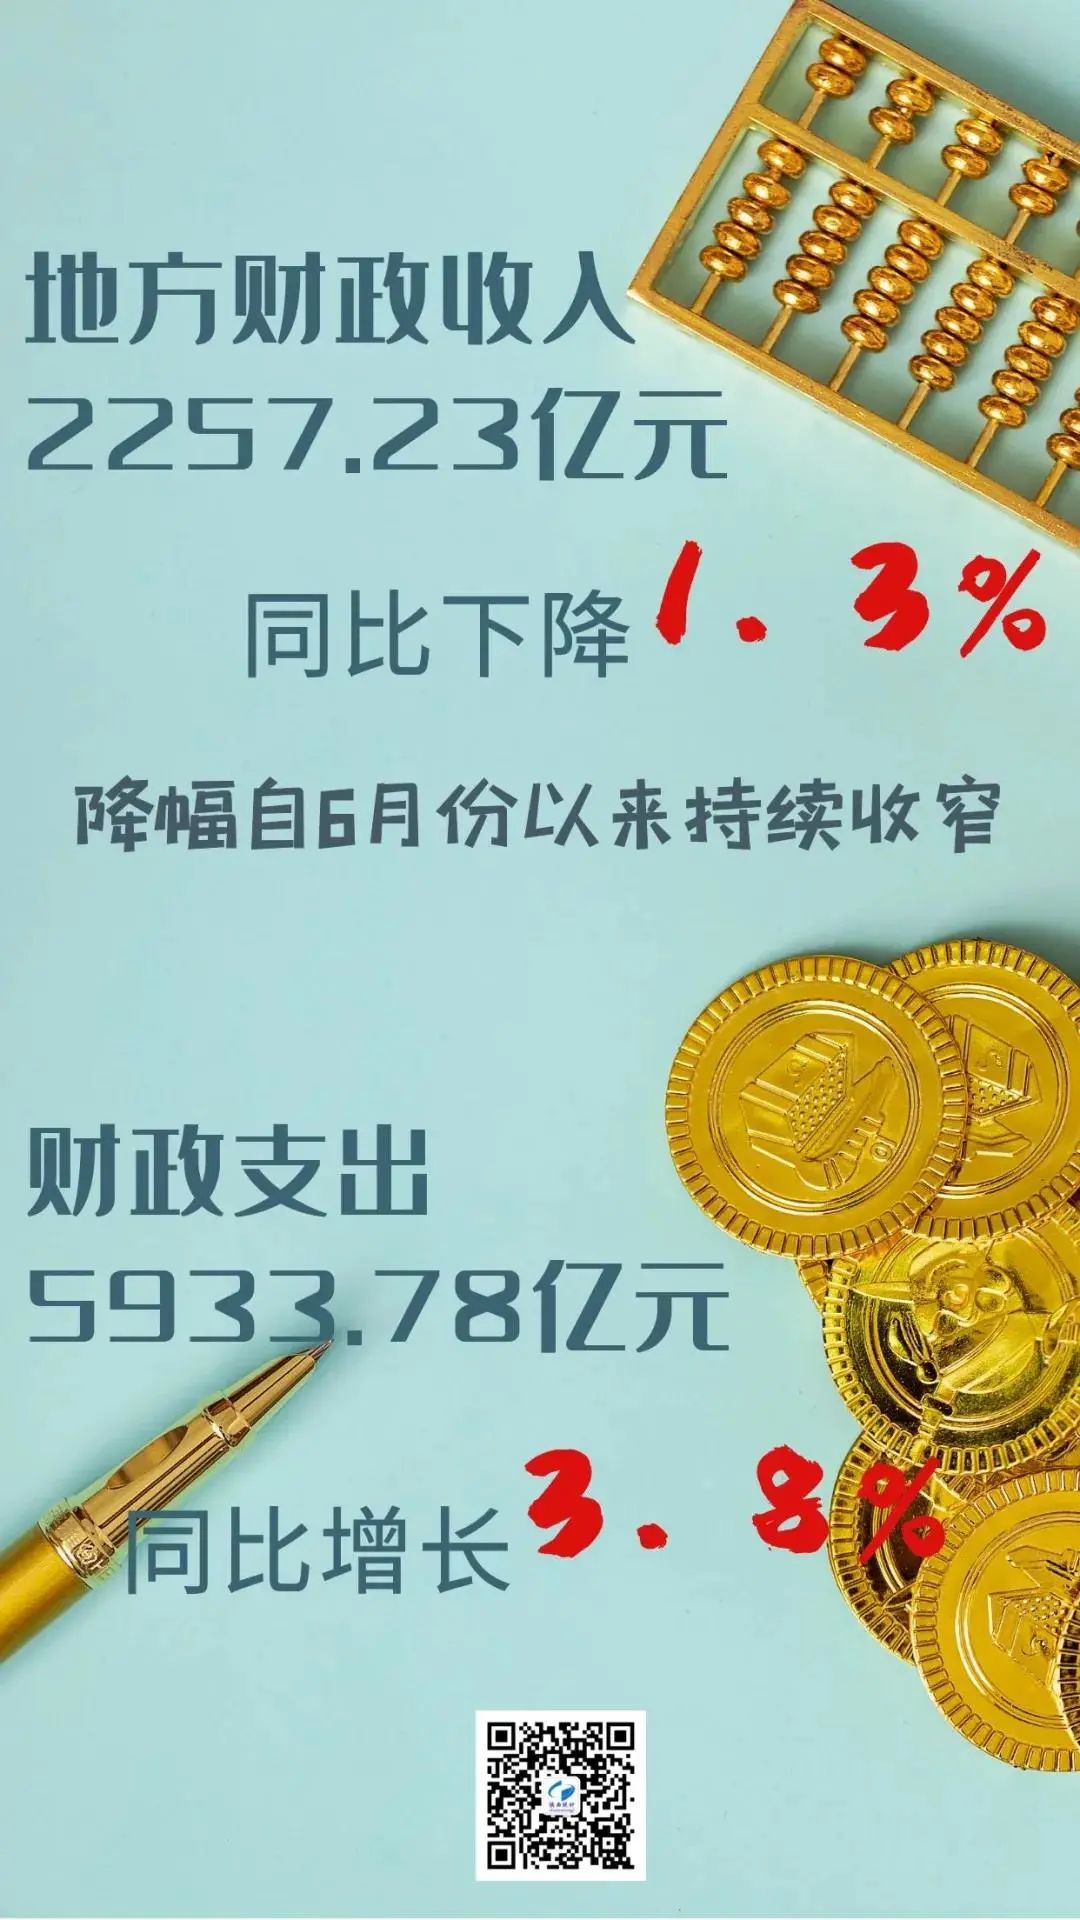 地方财政收入
2257.23亿元
同比下降1.3%
降幅自6月份以来持续收窄
财政支出
5933.78亿元
同比增长3.8%